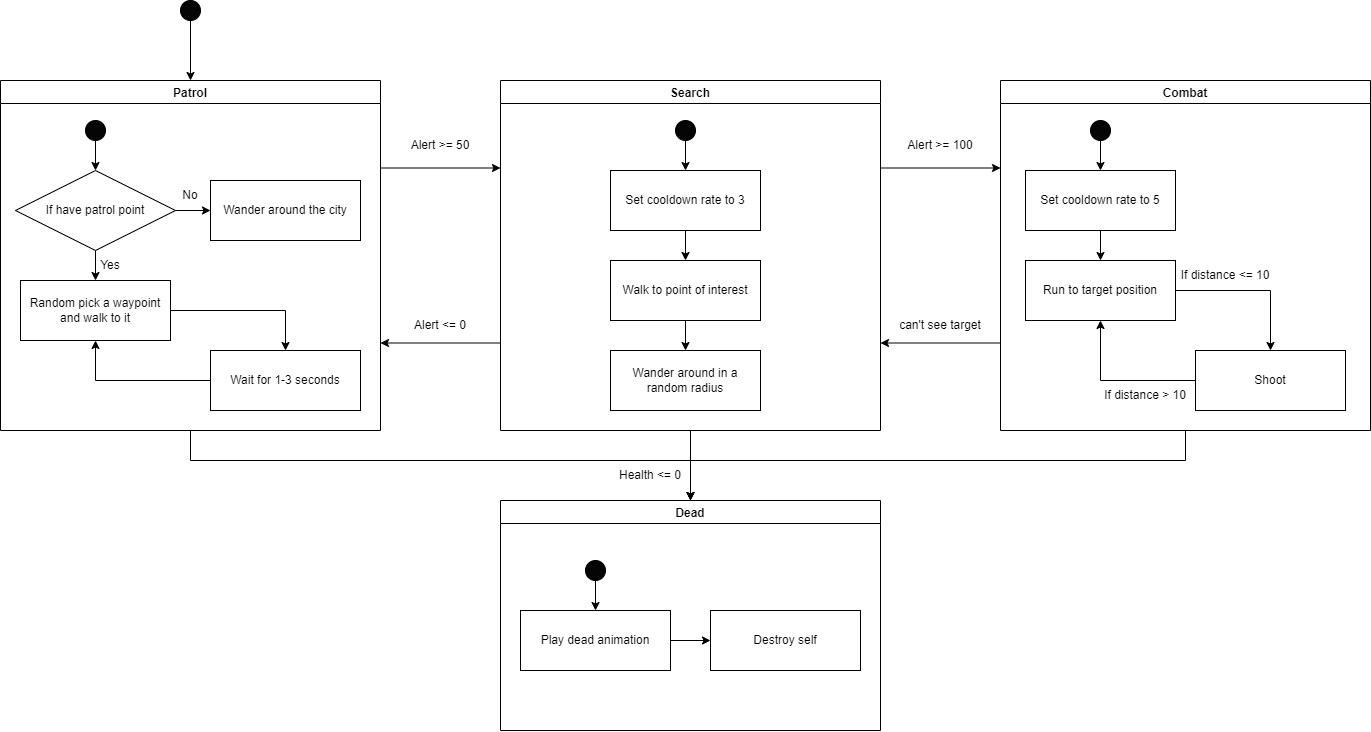 Patrol
Search
Combat
Alert >= 50
Alert >= 100
If have patrol point
No
Wander around the city
Yes
Random pick a waypoint
and walk to it
Wait for 1-3 seconds
Alert <= 0
Set cooldown rate to 3
Walk to point of interest
Wander around in a
random radius
can't see target
Set cooldown rate to 5
Run to target position
If distance <= 10
Shoot
If distance > 10
Health <= 0
Dead
Play dead animation
Destroy self